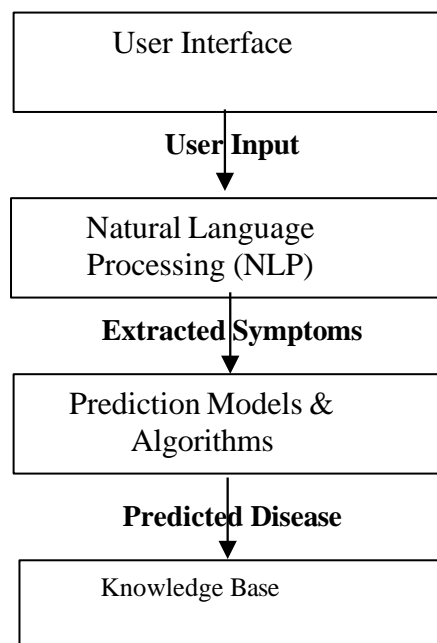 User Interface
User Input
Natural Language
Processing (NLP)
Extracted Symptoms
Prediction Models &
Algorithms
Predicted Disease
Knowledge Base